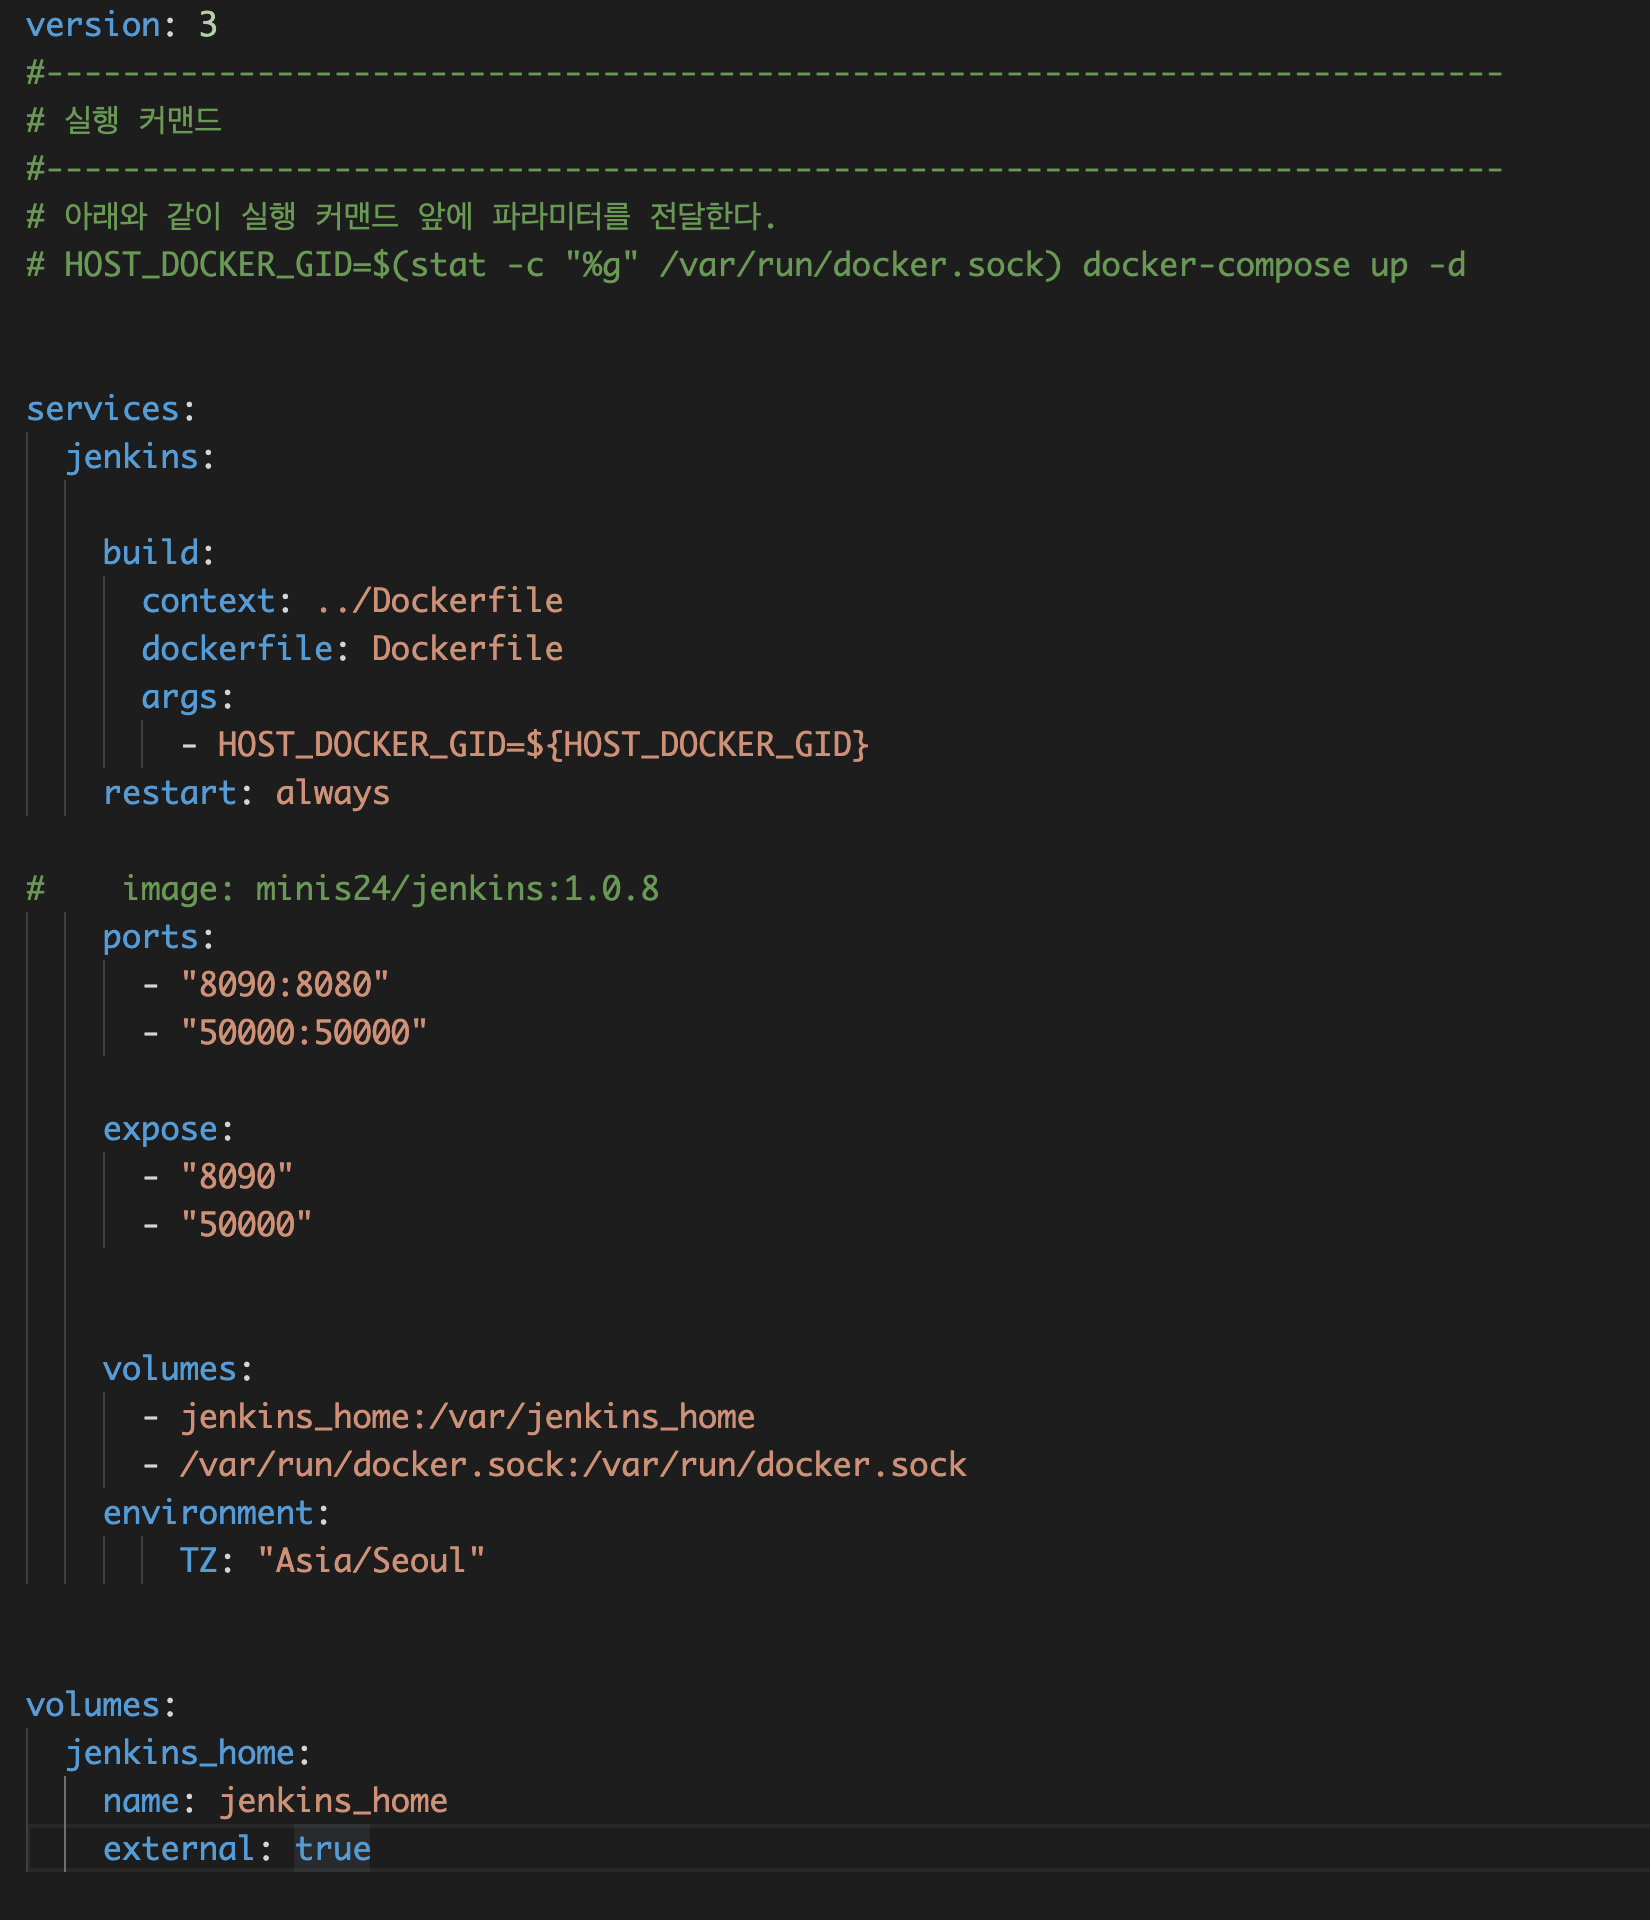 version: 3
#----------------------------------------------------------------------------
# 실행 커맨드
#----------------------------------------------------------------------------
# 아래와 같이 실행 커맨드 앞에 파라미터를 전달한다.
# HOST_DOCKER_GID=$(stat -c "%g" /var/run/docker.sock) docker-compose up -d
services:
  jenkins:
    build:
      context: ../Dockerfile
      dockerfile: Dockerfile
      args:
        - HOST_DOCKER_GID=${HOST_DOCKER_GID}
    restart: always
#    image: minis24/jenkins:1.0.8
    ports:
      - "8090:8080"
      - "50000:50000"
    expose:
      - "8090"
      - "50000"
    volumes:
      - jenkins_home:/var/jenkins_home
      - /var/run/docker.sock:/var/run/docker.sock
    environment:
        TZ: "Asia/Seoul"
volumes:
  jenkins_home:
    name: jenkins_home
    external: true